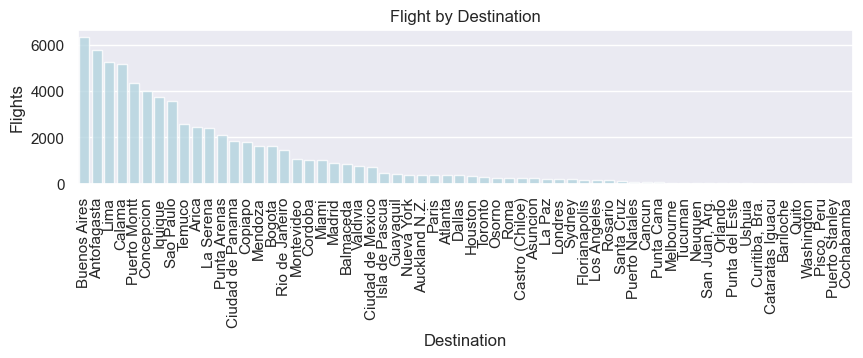 Flight by Destination
Flights
6000
4000
2000
0
Buenos Aires
Antofagasta
Lima
Calama
Puerto Montt
Concepcion
Iquique
Sao Paulo
Temuco
Arica
La Serena
Punta Arenas
Ciudad de Panama
Copiapo
Mendoza
Bogota
Rio de Janeiro
Montevideo
Cordoba
Miami
Madrid
Balmaceda
Valdivia
Ciudad de Mexico
Isla de Pascua
Guayaquil
Nueva York
Auckland N.Z.
Paris
Atlanta
Dallas
Houston
Toronto
Osorno
Roma
Castro (Chiloe)
Asuncion
La Paz
Londres
Sydney
Florianapolis
Los Angeles
Rosario
Santa Cruz
Puerto Natales
Cancun
Punta Cana
Melbourne
Tucuman
Neuquen
San Juan, Arg.
Orlando
Punta del Este
Ushuia
Curitiba, Bra.
Cataratas Iguacu
Bariloche
Quito
Washington
Pisco, Peru
Puerto Stanley
Cochabamba
Destination